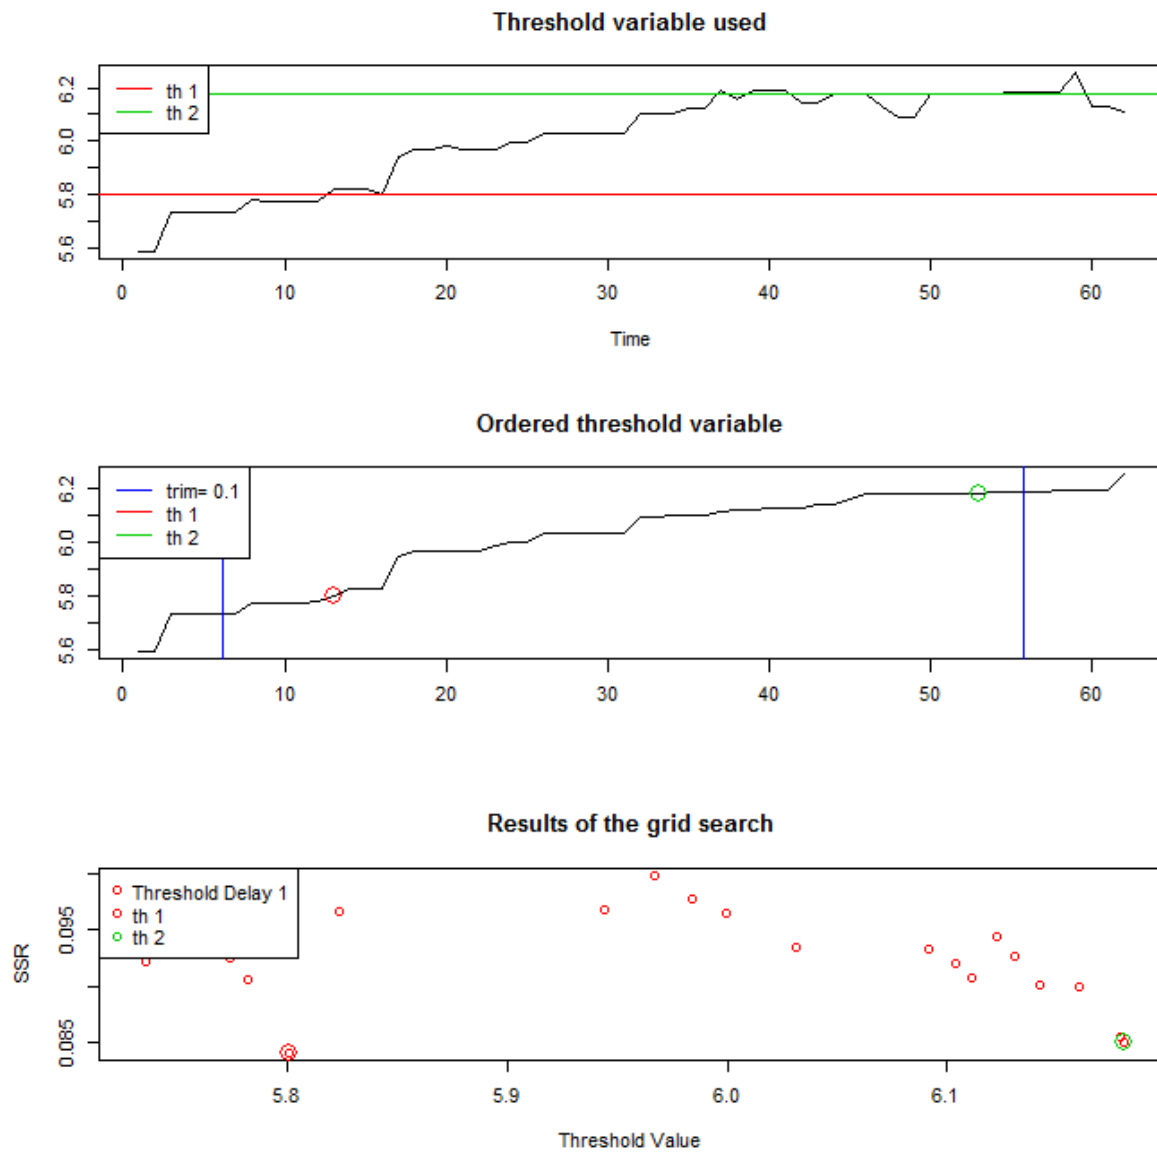 Threshold variable used
th 1
th 2
5.6 5.8 6.0 6.2
0 10 20 30 40 50 60
Time
Ordered threshold variable
trim= 0.1
th 1
th 2
5.6 5.8 6.0 6.2
0 10 20 30 40 50 60
Results of the grid search
Threshold Delay 1
th 1
th 2
SSR
0.085 0.095
5.8 5.9 6.0 6.1
Threshold Value